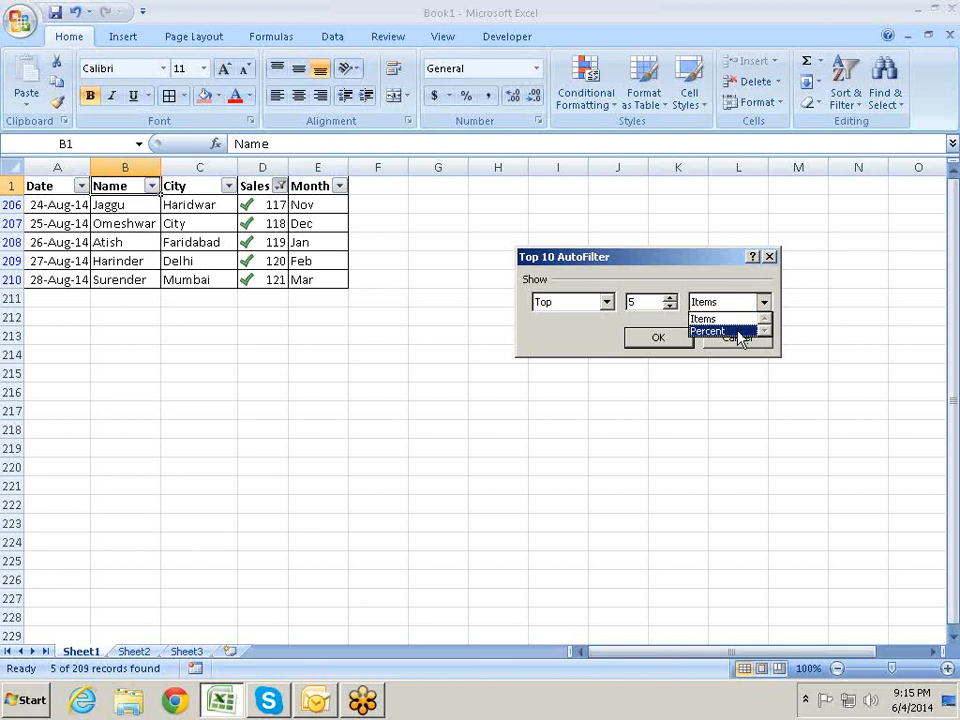 Book1 - Microsoft Excel
Home Insert Page Layout Formulas Data Review View Developer
Paste
Calibri 11
General
Conditional Formatting
Format as Table
Cell Styles
Insert
Delete
Format
Sort & Filter
Find & Select
Clipboard Font Alignment Number Styles Cells Editing
B1 Name
A B C D E F G H I J K L M N O
1 Date Name City Sales Month
206 24-Aug-14 Jaggu Haridwar 117 Nov
207 25-Aug-14 Omeshwar City 118 Dec
208 26-Aug-14 Atish Faridabad 119 Jan
209 27-Aug-14 Harinder Delhi 120 Feb
210 28-Aug-14 Surender Mumbai 121 Mar
211
212
213
214
215
216
217
218
219
220
221
222
223
224
225
226
227
228
229
Top 10 AutoFilter
Show
Top 5 Items
Items
Percent
OK
Sheet1 Sheet2 Sheet3
Ready 5 of 209 records found 100%
Start
9:15 PM
6/4/2014